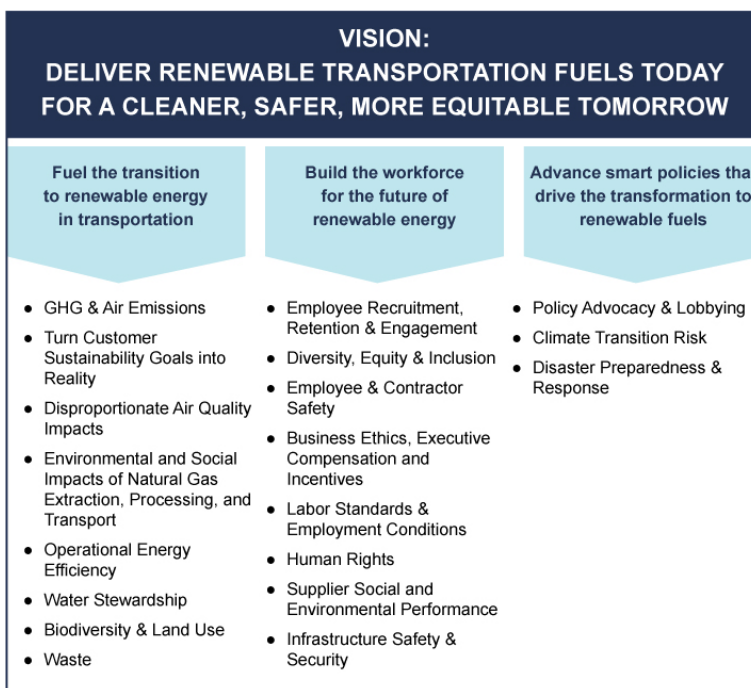 VISION:
DELIVER RENEWABLE TRANSPORTATION FUELS TODAY
FOR A CLEANER, SAFER, MORE EQUITABLE TOMORROW
Fuel the transition
to renewable energy
in transportation
● GHG & Air Emissions
● Turn Customer
Sustainability Goals into
Reality
● Disproportionate Air Quality
Impacts
● Environmental and Social
Impacts of Natural Gas
Extraction, Processing, and
Transport
● Operational Energy
Efficiency
● Water Stewardship
● Biodiversity & Land Use
● Waste
Build the workforce
for the future of
renewable energy
● Employee Recruitment,
Retention & Engagement
● Diversity, Equity & Inclusion
● Employee & Contractor
Safety
● Business Ethics, Executive
Compensation and
Incentives
● Labor Standards &
Employment Conditions
● Human Rights
● Supplier Social and
Environmental Performance
● Infrastructure Safety &
Security
Advance smart policies tha
drive the transformation to
renewable fuels
● Policy Advocacy & Lobbying
● Climate Transition Risk
● Disaster Preparedness &
Response